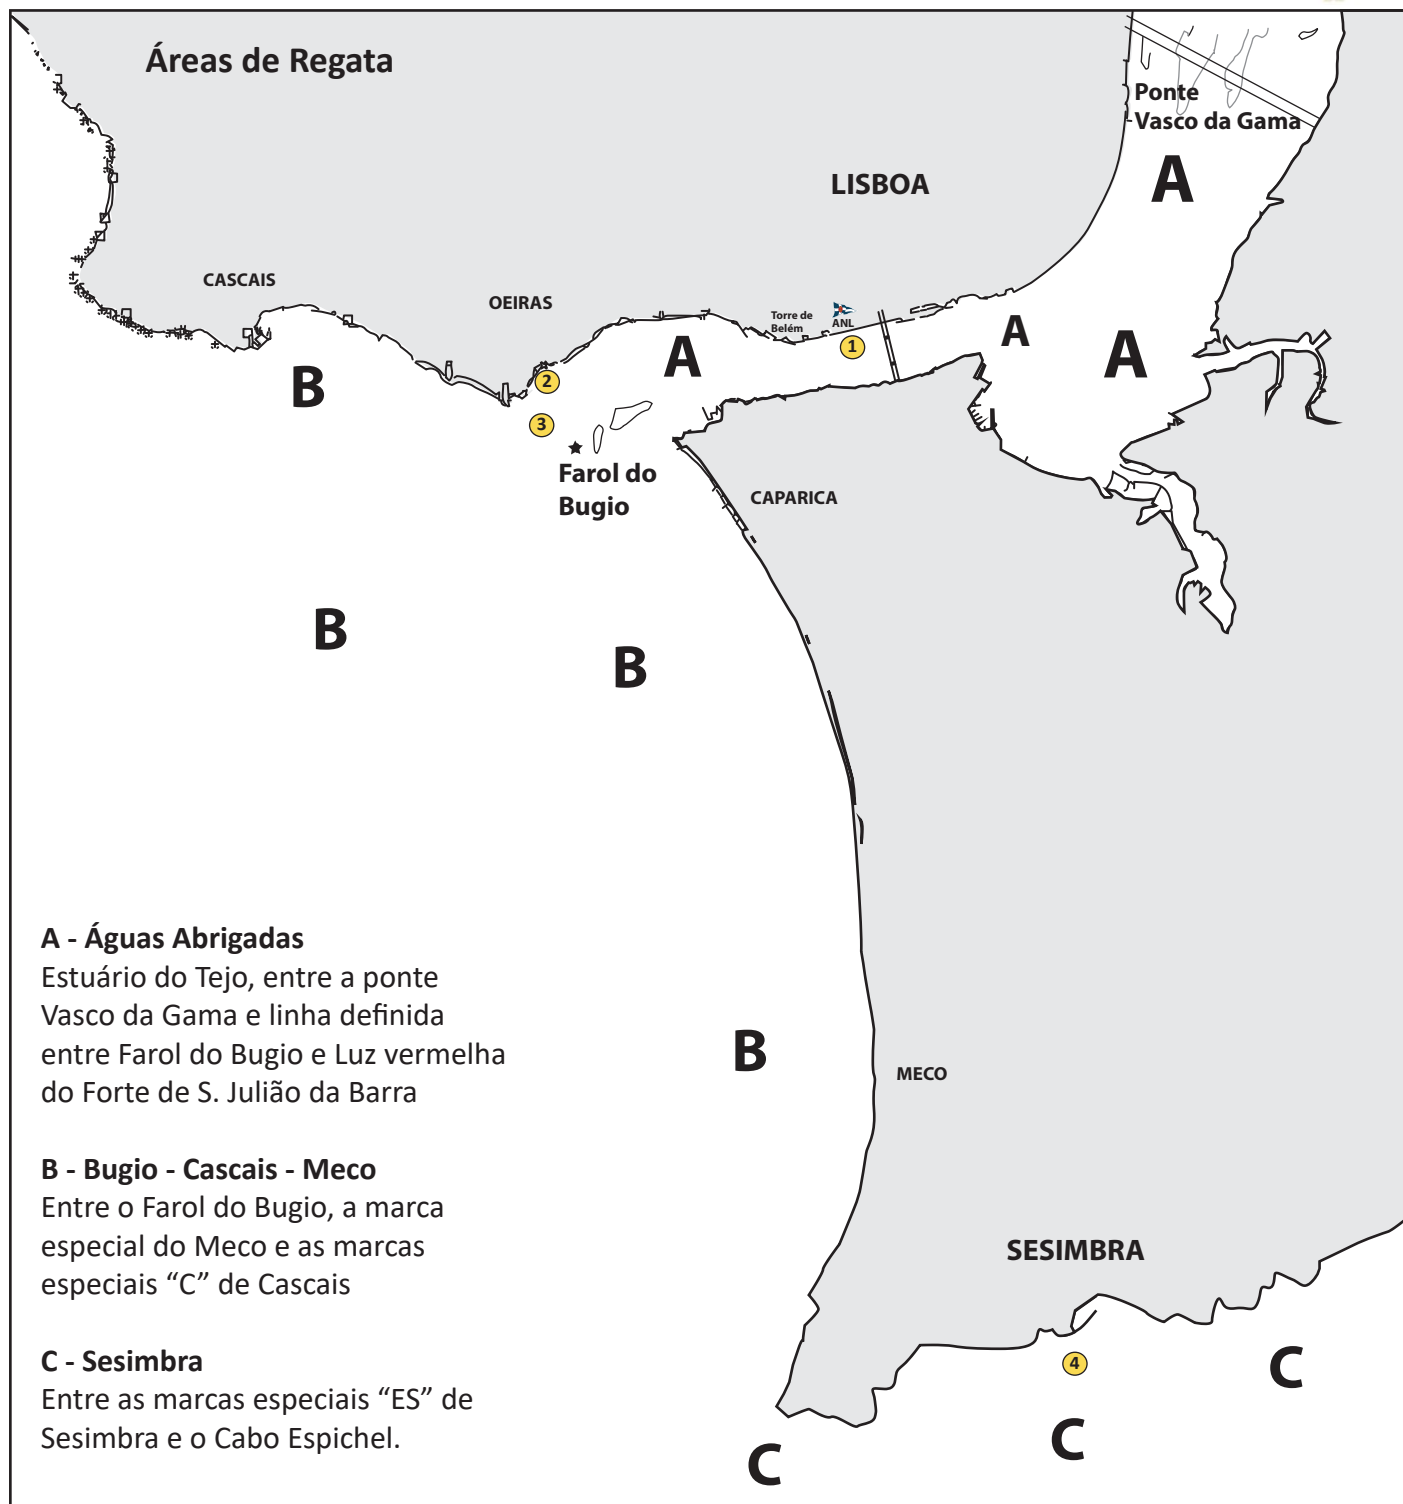 Áreas de Regata
Ponte
Vasco da Gama
A
LISBOA
CASCAIS
OEIRAS
Torre de
Belém
ANL
1
A
A
A
B
2
3
Farol do
Bugio
CAPARICA
B
B
A - Águas Abrigadas
Estuário do Tejo, entre a ponte
Vasco da Gama e linha definida
entre Farol do Bugio e Luz vermelha
do Forte de S. Julião da Barra
B - Bugio - Cascais - Meco
Entre o Farol do Bugio, a marca
especial do Meco e as marcas
especiais “C” de Cascais
C - Sesimbra
Entre as marcas especiais “ES” de
Sesimbra e o Cabo Espichel.
B
MECO
SESIMBRA
4
C
C
C